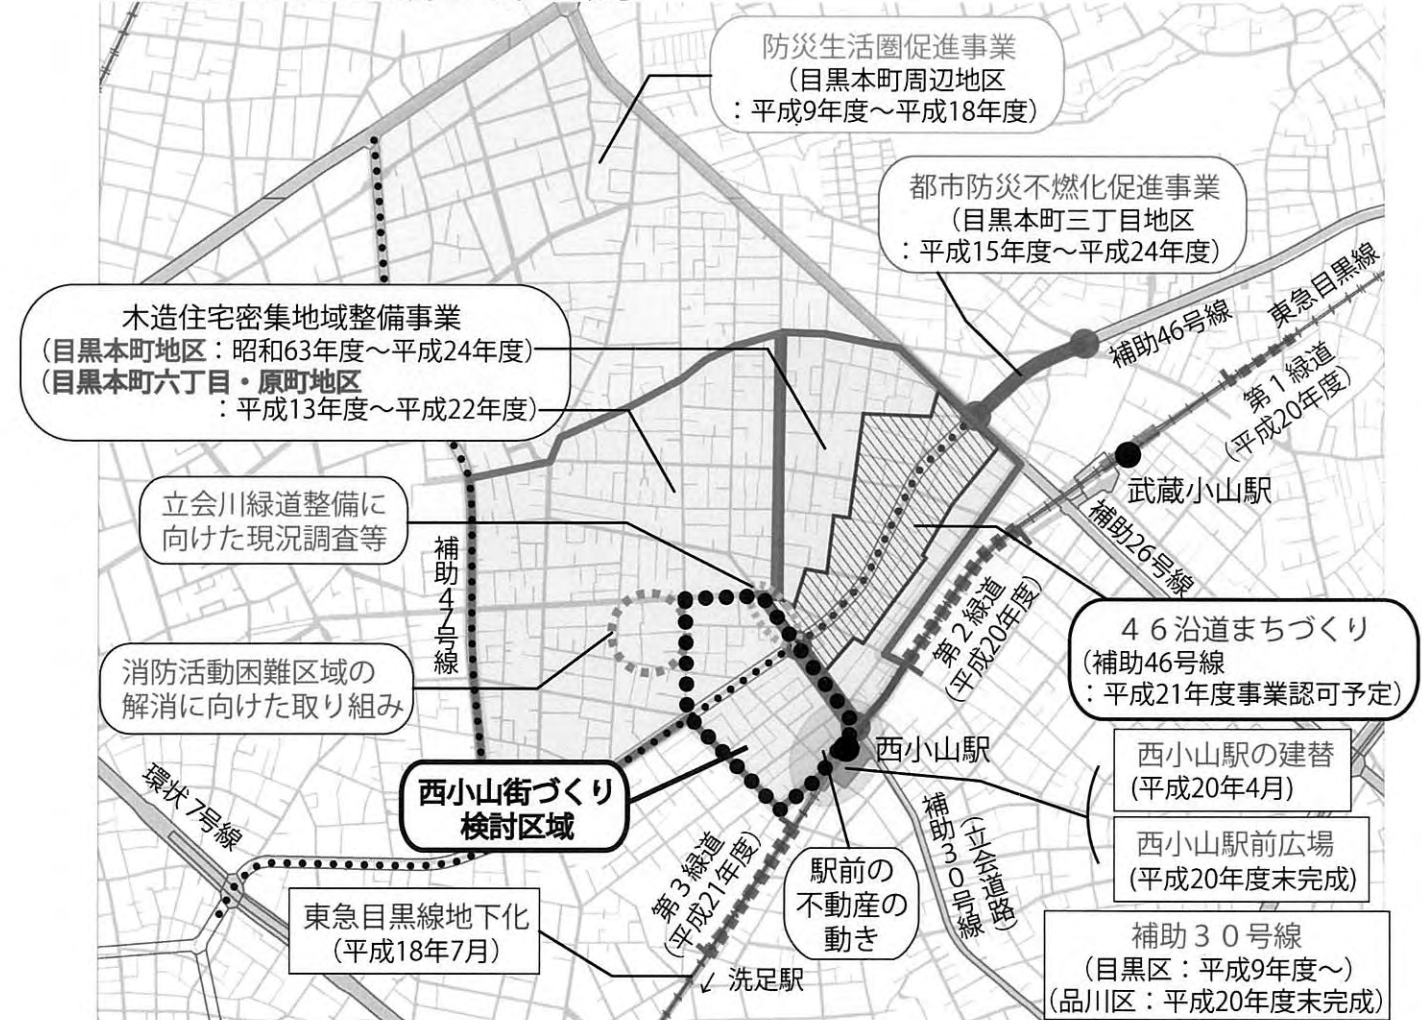 防災生活圏促進事業
(目黒本町周辺地区
：平成9年度～平成18年度)
都市防災不燃化促進事業
(目黒本町三丁目地区
：平成15年度～平成24年度)
木造住宅密集地域整備事業
(目黒本町地区：昭和63年度～平成24年度)
(目黒本町六丁目・原町地区
：平成13年度～平成22年度)
東急目黒線
補助46号線
第1緑道
(平成20年度)
武蔵小山駅
補助26号線
立会川緑道整備に
向けた現況調査等
補助47号線
第2緑道
(平成20年度)
46沿道まちづくり
(補助46号線
：平成21年度事業認可予定)
消防活動困難区域の
解消に向けた取り組み
西小山駅
西小山駅の建替
(平成20年4月)
西小山街づくり
検討区域
環状7号線
補助30号線
(立会道路)
西小山駅前広場
(平成20年度末完成)
第3緑道
(平成21年度)
駅前の
不動産の
動き
東急目黒線地下化
(平成18年7月)
補助30号線
(目黒区：平成9年度～)
(品川区：平成20年度末完成)
↙ 洗足駅